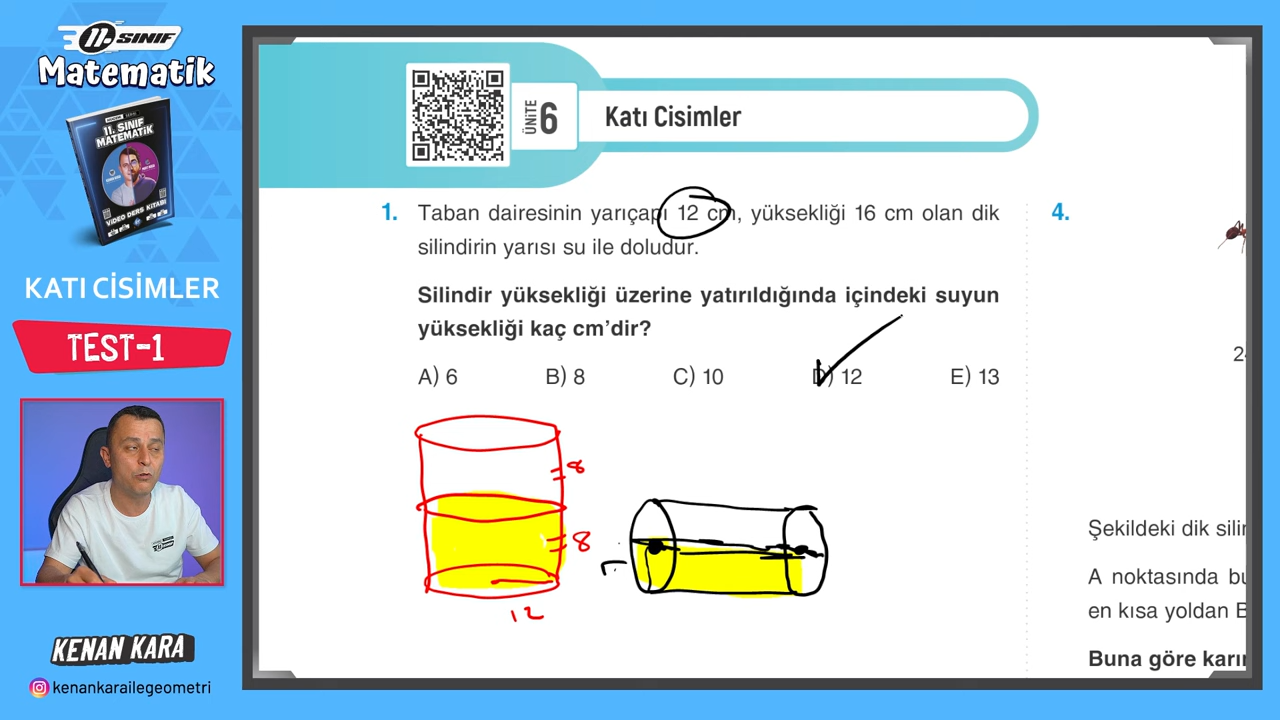 11. SINIF
Matematik
11. SINIF
MATEMATİK
VİDEO DERS KİTABI
KATI CİSİMLER
TEST-1
KENAN KARA
kenankarailegeometri
ÜNİTE 6
Katı Cisimler
1. Taban dairesinin yarıçapı 12 cm, yüksekliği 16 cm olan dik
silindirin yarısı su ile doludur.
Silindir yüksekliği üzerine yatırıldığında içindeki suyun
yüksekliği kaç cm'dir?
A) 6 B) 8 C) 10 D) 12 E) 13
8
8
12
r
4.
2
Şekildeki dik silin
A noktasında bu
en kısa yoldan B
Buna göre karın